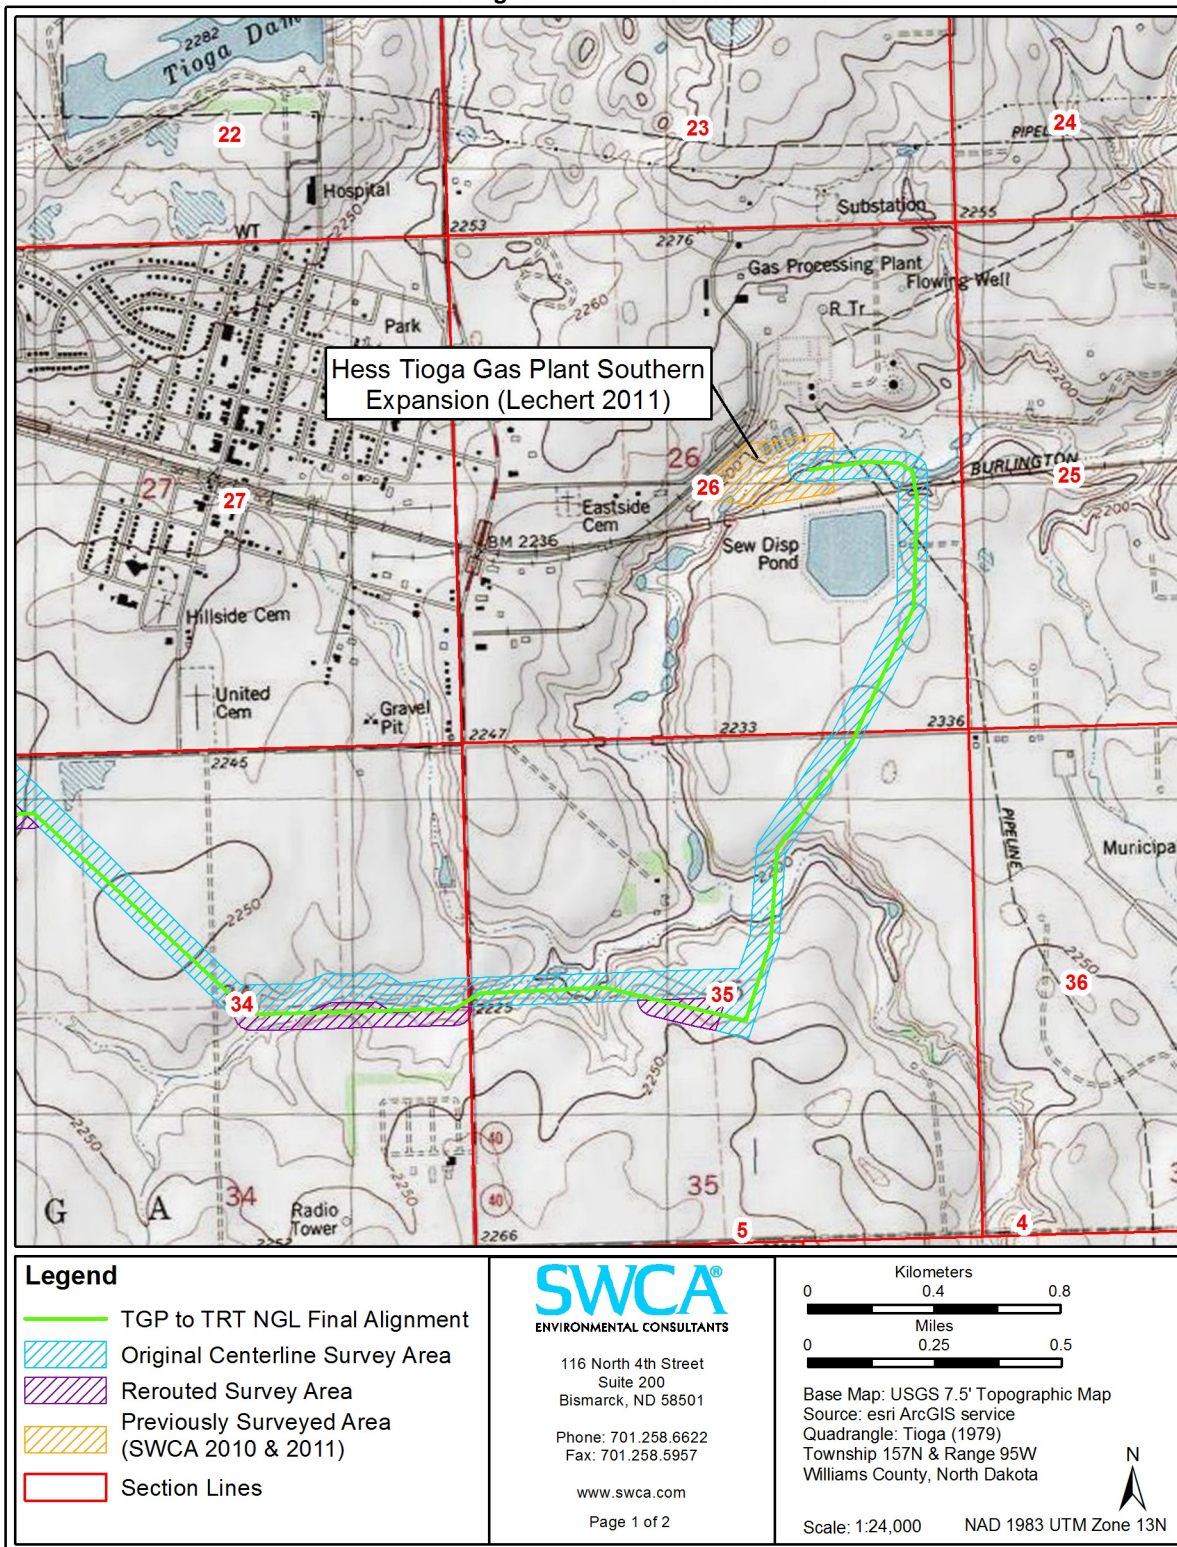 2282
Tioga Dam
22
23
24
PIPEL
Hospital
2250
WT
2253
2276
Substation
2255
Gas Processing Plant
Flowing Well
R Tr
2260
Park
Hess Tioga Gas Plant Southern
Expansion (Lechert 2011)
2200
26
26
BURLINGTON
25
27
27
2200
Eastside
Cem
BM 2236
Sew Disp
Pond
Hillside Cem
United
Cem
Gravel
Pit
2247
2233
2336
2245
PIPELINE
Municipa
2250
2250
34
35
36
2225
2250
2250
2250
40
34
35
40
G A
Radio
Tower
2266
5
4
Legend
TGP to TRT NGL Final Alignment
Original Centerline Survey Area
Rerouted Survey Area
Previously Surveyed Area
(SWCA 2010 & 2011)
Section Lines
SWCA®
ENVIRONMENTAL CONSULTANTS
116 North 4th Street
Suite 200
Bismarck, ND 58501
Phone: 701.258.6622
Fax: 701.258.5957
www.swca.com
Page 1 of 2
Kilometers
0 0.4 0.8
Miles
0 0.25 0.5
Base Map: USGS 7.5' Topographic Map
Source: esri ArcGIS service
Quadrangle: Tioga (1979)
Township 157N & Range 95W
Williams County, North Dakota
N
Scale: 1:24,000 NAD 1983 UTM Zone 13N